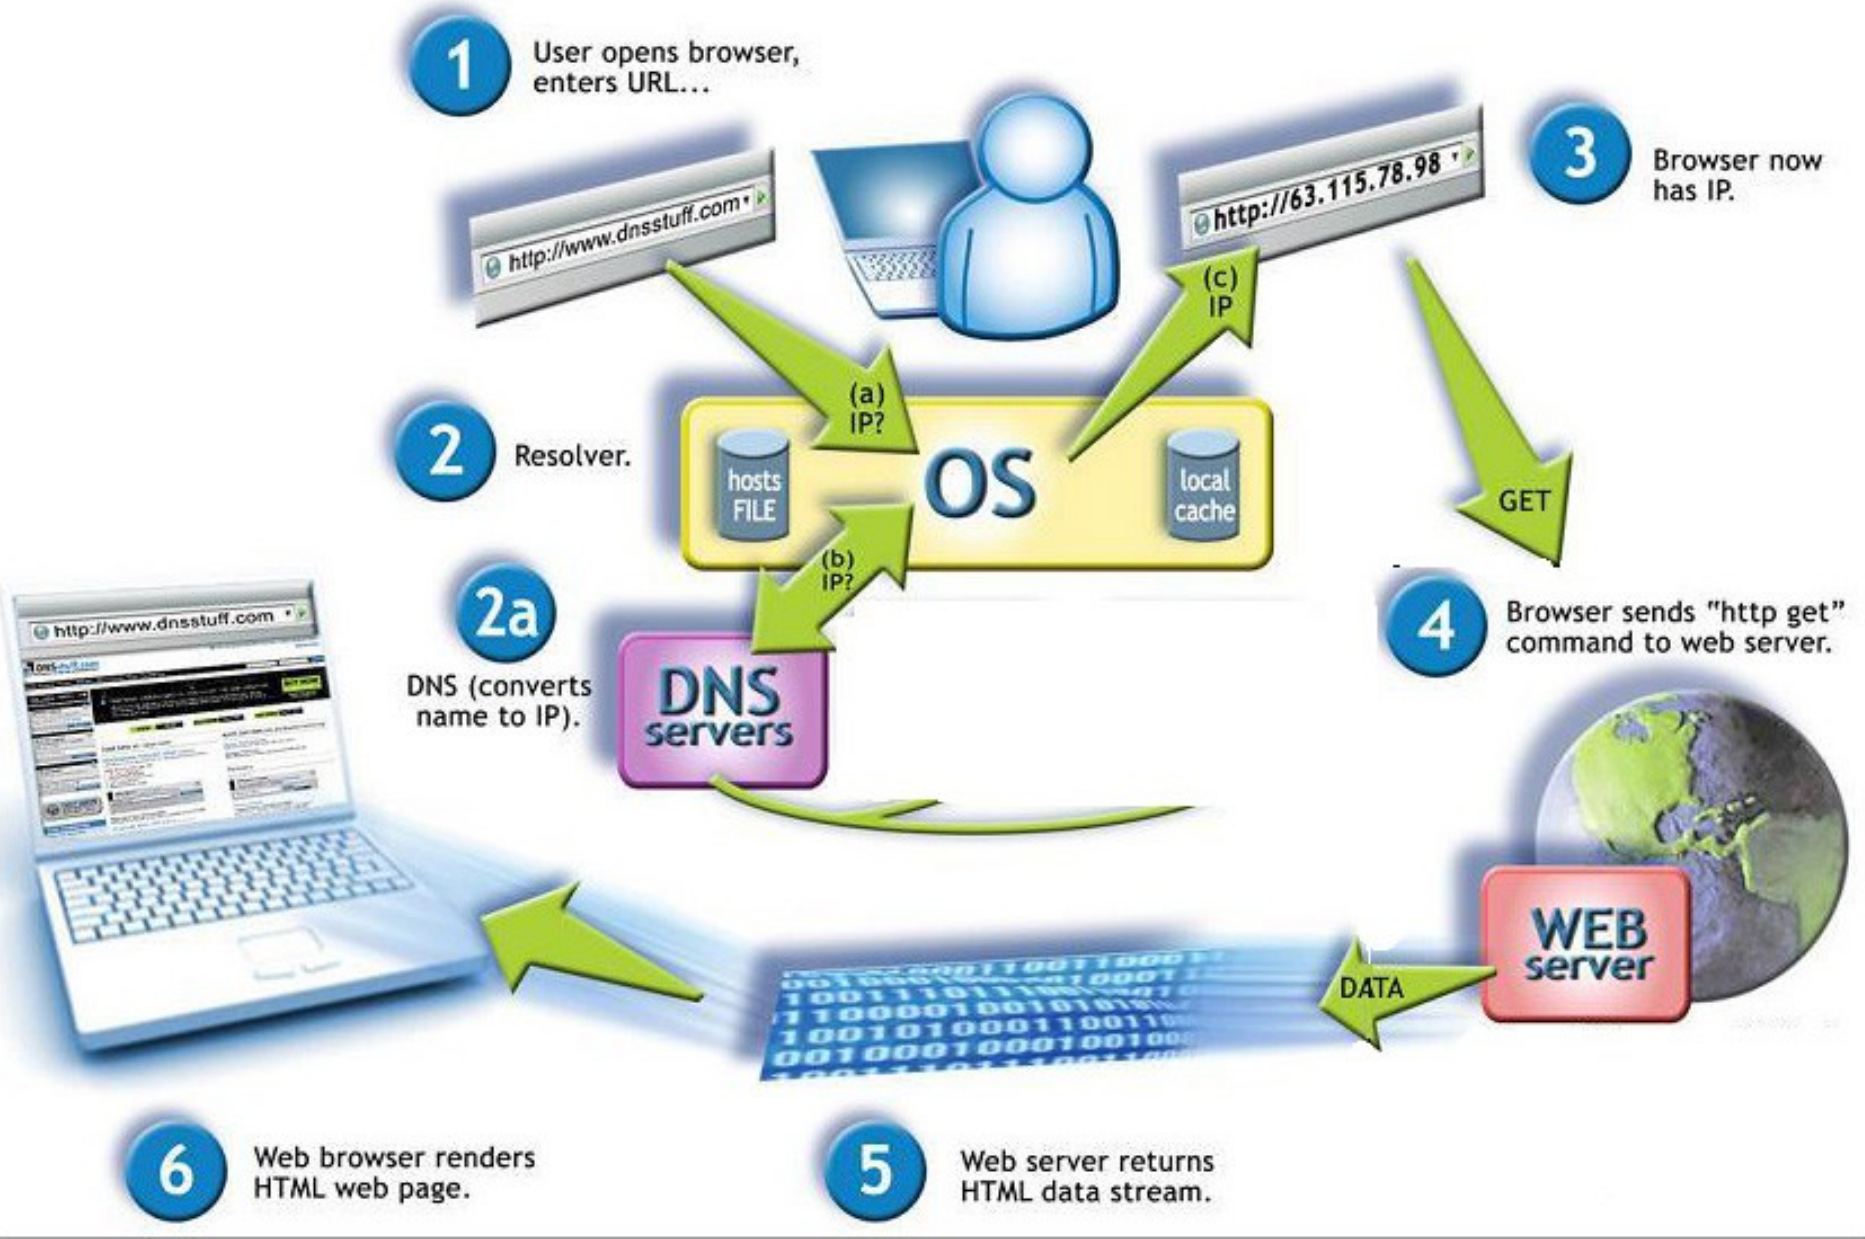 1
User opens browser,
enters URL...
http://www.dnsstuff.com
http://63.115.78.98
3
Browser now
has IP.
(c)
IP
(a)
IP?
2
Resolver.
hosts
FILE
OS
local
cache
GET
(b)
IP?
2a
DNS (converts
name to IP).
DNS
servers
4
Browser sends "http get"
command to web server.
http://www.dnsstuff.com
WEB
server
DATA
6
Web browser renders
HTML web page.
5
Web server returns
HTML data stream.